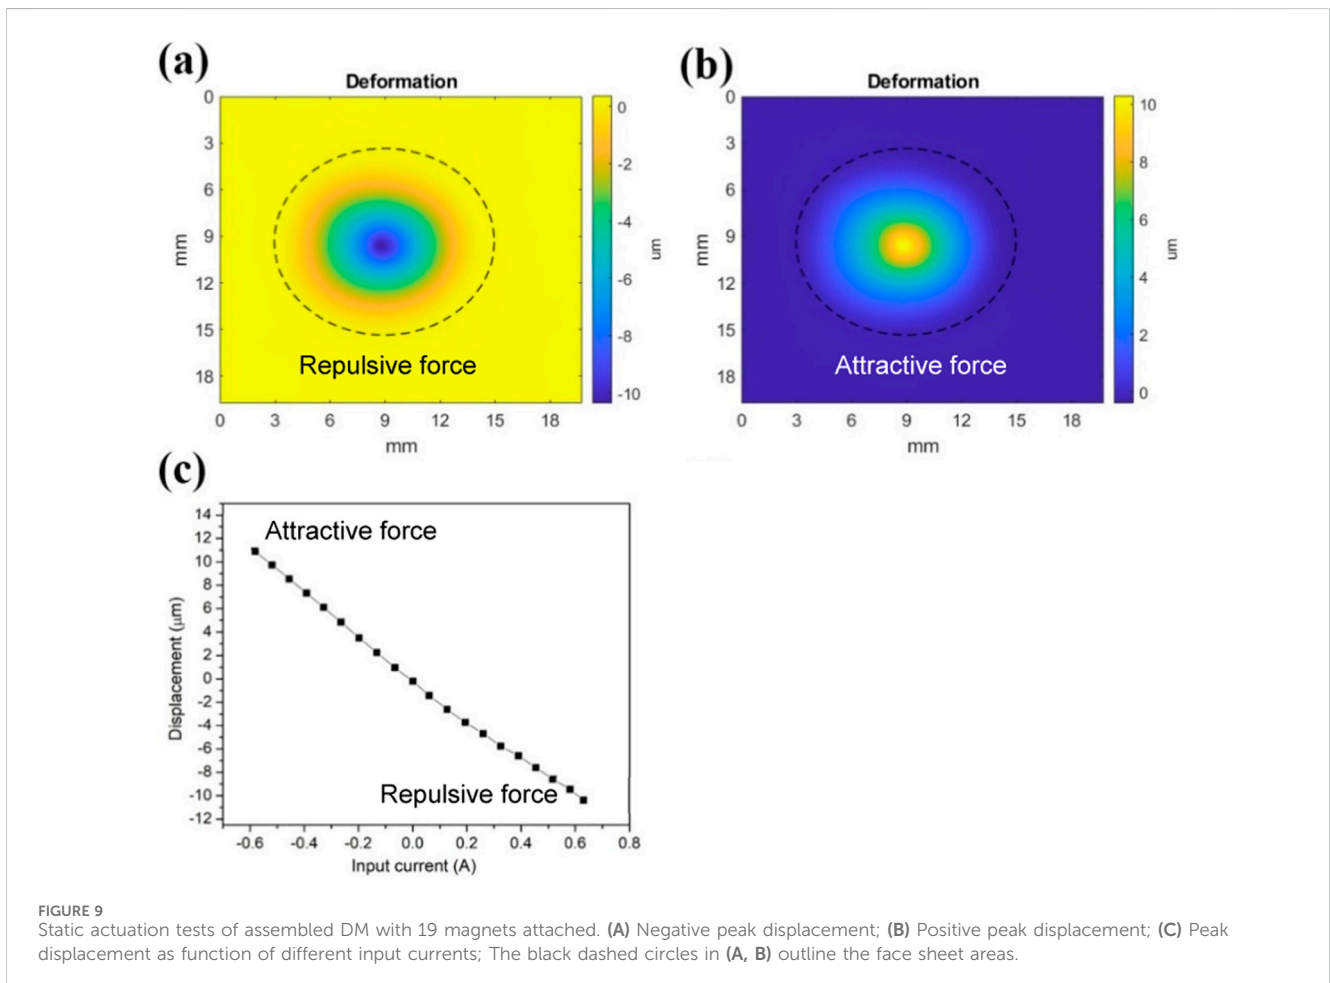 (a)
Deformation
0
3
6
9
12
15
18
mm
Repulsive force
0 3 6 9 12 15 18
mm
0
-2
-4
-6
-8
-10
um
(b)
Deformation
0
3
6
9
12
15
18
mm
Attractive force
0 3 6 9 12 15 18
mm
10
8
6
4
2
0
um
(c)
14
12
10
8
6
4
2
0
-2
-4
-6
-8
-10
-12
Displacement (μm)
Attractive force
Repulsive force
-0.6 -0.4 -0.2 0.0 0.2 0.4 0.6 0.8
Input current (A)
FIGURE 9
Static actuation tests of assembled DM with 19 magnets attached. (A) Negative peak displacement; (B) Positive peak displacement; (C) Peak
displacement as function of different input currents; The black dashed circles in (A, B) outline the face sheet areas.